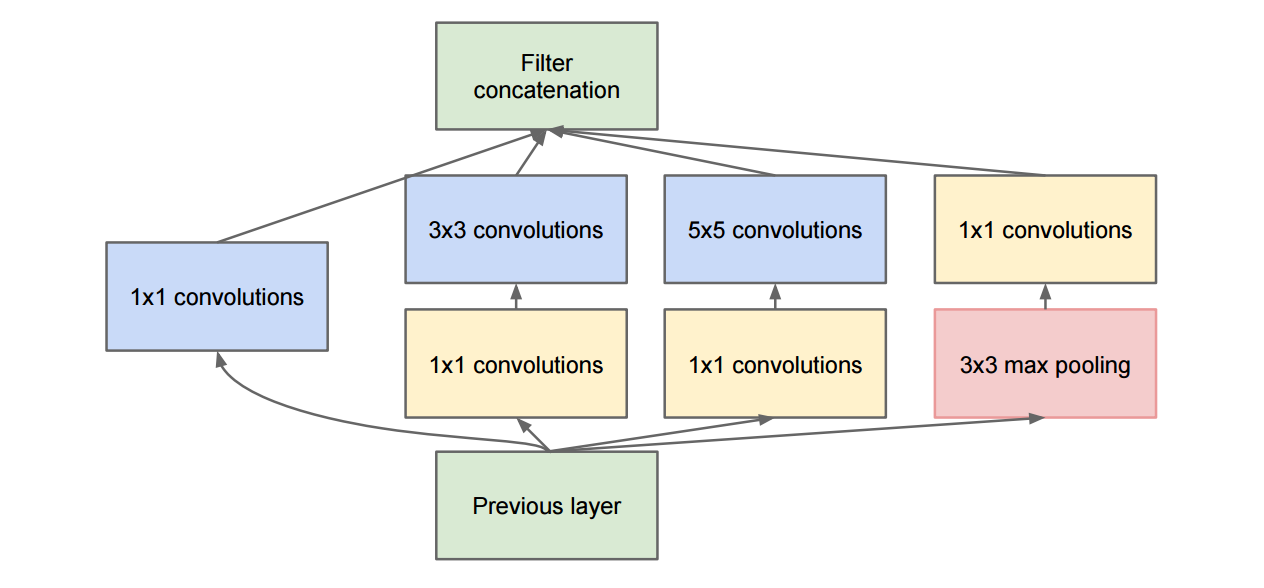 Filter
concatenation
3x3 convolutions
5x5 convolutions
1x1 convolutions
1x1 convolutions
1x1 convolutions
1x1 convolutions
3x3 max pooling
Previous layer